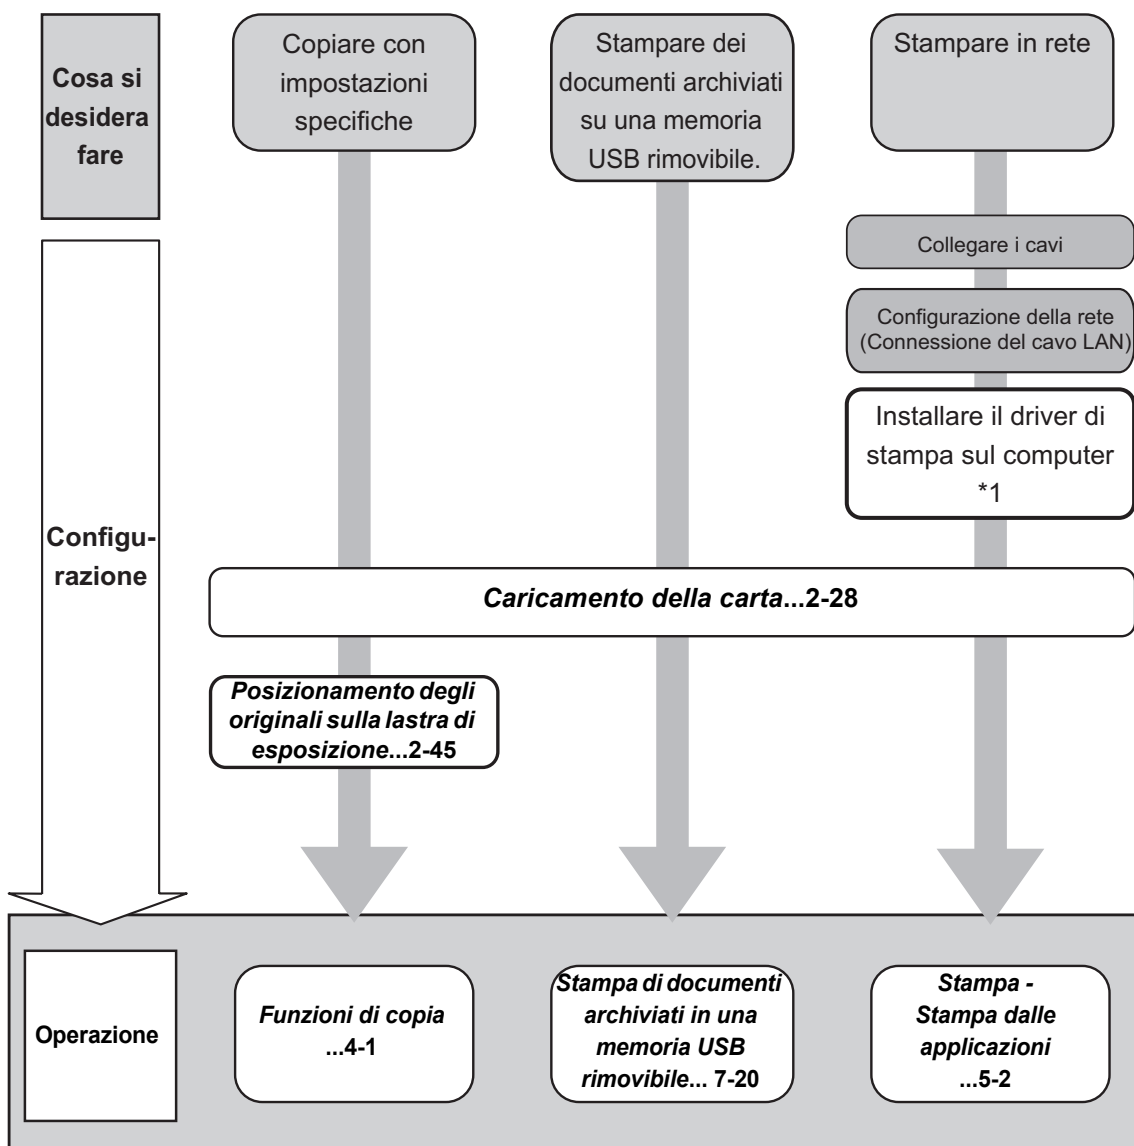 Cosa si
desidera
fare
Copiare con
impostazioni
specifiche
Stampare dei
documenti archiviati
su una memoria
USB rimovibile.
Stampare in rete
Collegare i cavi
Configurazione della rete
(Connessione del cavo LAN)
Installare il driver di
stampa sul computer
*1
Configu-
razione
Caricamento della carta...2-28
Posizionamento degli
originali sulla lastra di
esposizione...2-45
Operazione
Funzioni di copia
...4-1
Stampa di documenti
archiviati in una
memoria USB
rimovibile... 7-20
Stampa -
Stampa dalle
applicazioni
...5-2